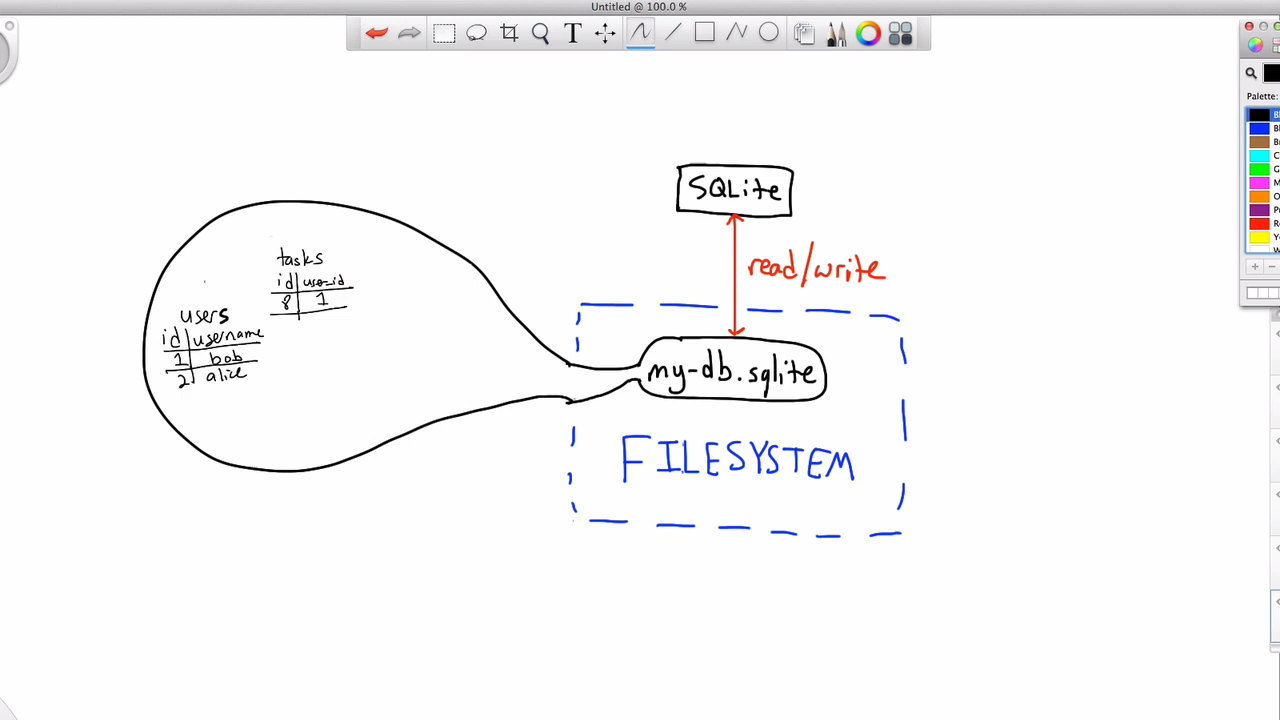 Untitled @ 100.0 %
T
Palette:
SQLite
read/write
tasks
id user_id
8 1
users
id username
1 bob
2 alice
my-db.sqlite
FILESYSTEM